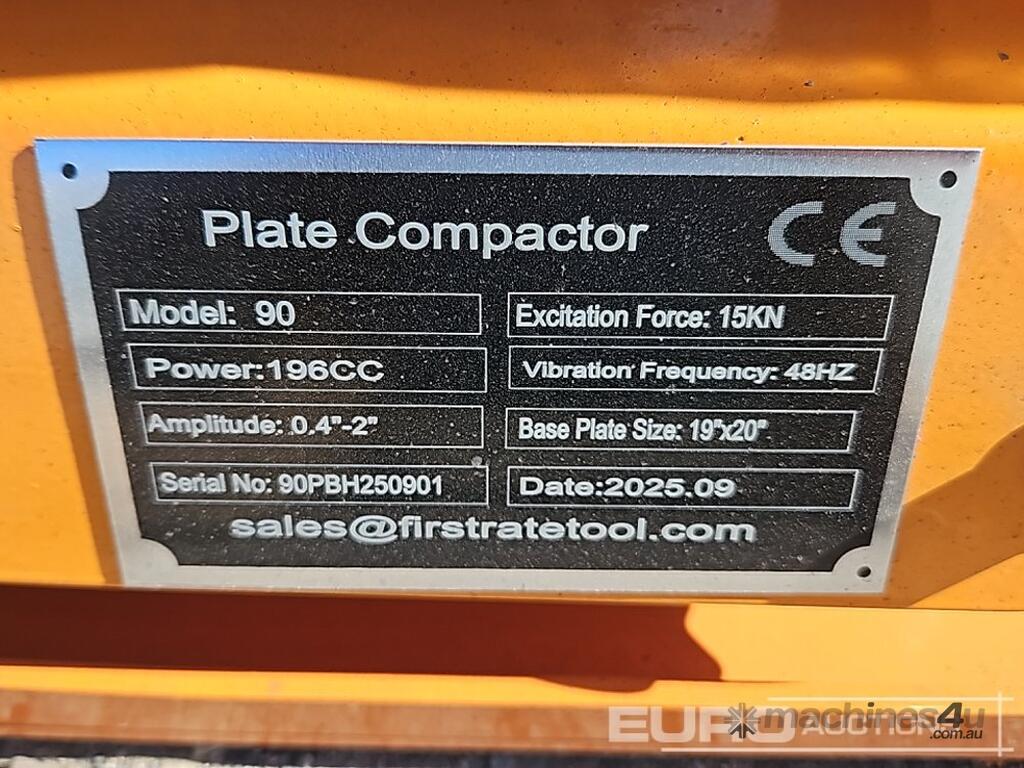 Plate Compactor CE
Model: 90
Excitation Force: 15KN
Power:196CC
Vibration Frequency: 48HZ
Amplitude: 0.4"-2"
Base Plate Size: 19"x20"
Serial No: 90PBH250901
Date:2025.09
sales@firstratetool.com
EURO AUCTIONS
machines4u
.com.au